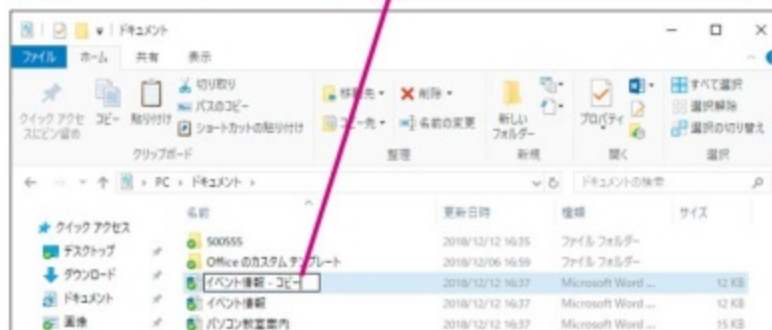 ドキュメント
ファイル ホーム 共有 表示
クイック アクセスにピン留め
コピー
貼り付け
切り取り
パスのコピー
ショートカットの貼り付け
クリップボード
移動先
コピー先
削除
名前の変更
整理
新しいフォルダー
新規
プロパティ
開く
すべて選択
選択解除
選択の切り替え
選択
PC › ドキュメント ›
ドキュメントの検索
名前 更新日時 種類 サイズ
クイック アクセス
デスクトップ
ダウンロード
ドキュメント
画像
500555 2018/12/12 16:35 ファイル フォルダー
Office のカスタム テンプレート 2018/12/06 16:59 ファイル フォルダー
イベント情報 - コピー 2018/12/12 16:37 Microsoft Word ... 12 KB
イベント情報 2018/12/12 16:37 Microsoft Word ... 12 KB
パソコン教室案内 2018/12/12 16:37 Microsoft Word ... 15 KB